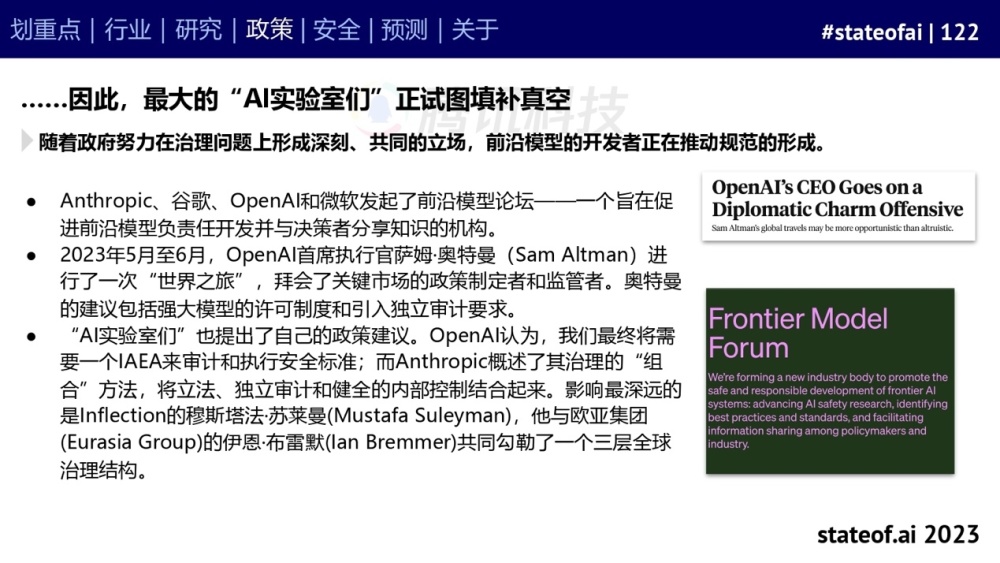 划重点 | 行业 | 研究 | 政策 | 安全 | 预测 | 关于
#stateofai | 122
……因此，最大的“AI实验室们”正试图填补真空
腾讯科技
随着政府努力在治理问题上形成深刻、共同的立场，前沿模型的开发者正在推动规范的形成。
● Anthropic、谷歌、OpenAI和微软发起了前沿模型论坛——一个旨在促
进前沿模型负责任开发并与决策者分享知识的机构。
● 2023年5月至6月，OpenAI首席执行官萨姆·奥特曼（Sam Altman）进
行了一次“世界之旅”，拜会了关键市场的政策制定者和监管者。奥特曼
的建议包括强大模型的许可制度和引入独立审计要求。
● “AI实验室们”也提出了自己的政策建议。OpenAI认为，我们最终将需
要一个IAEA来审计和执行安全标准；而Anthropic概述了其治理的“组
合”方法，将立法、独立审计和健全的内部控制结合起来。影响最深远的
是Inflection的穆斯塔法·苏莱曼(Mustafa Suleyman)，他与欧亚集团
(Eurasia Group)的伊恩·布雷默(Ian Bremmer)共同勾勒了一个三层全球
治理结构。
OpenAI’s CEO Goes on a
Diplomatic Charm Offensive
Sam Altman’s global travels may be more opportunistic than altruistic.
Frontier Model
Forum
We’re forming a new industry body to promote the
safe and responsible development of frontier AI
systems: advancing AI safety research, identifying
best practices and standards, and facilitating
information sharing among policymakers and
industry.
stateof.ai 2023